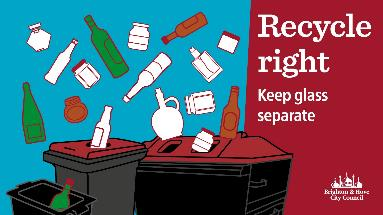 Recycle
right
Keep glass
separate
Brighton & Hove
City Council